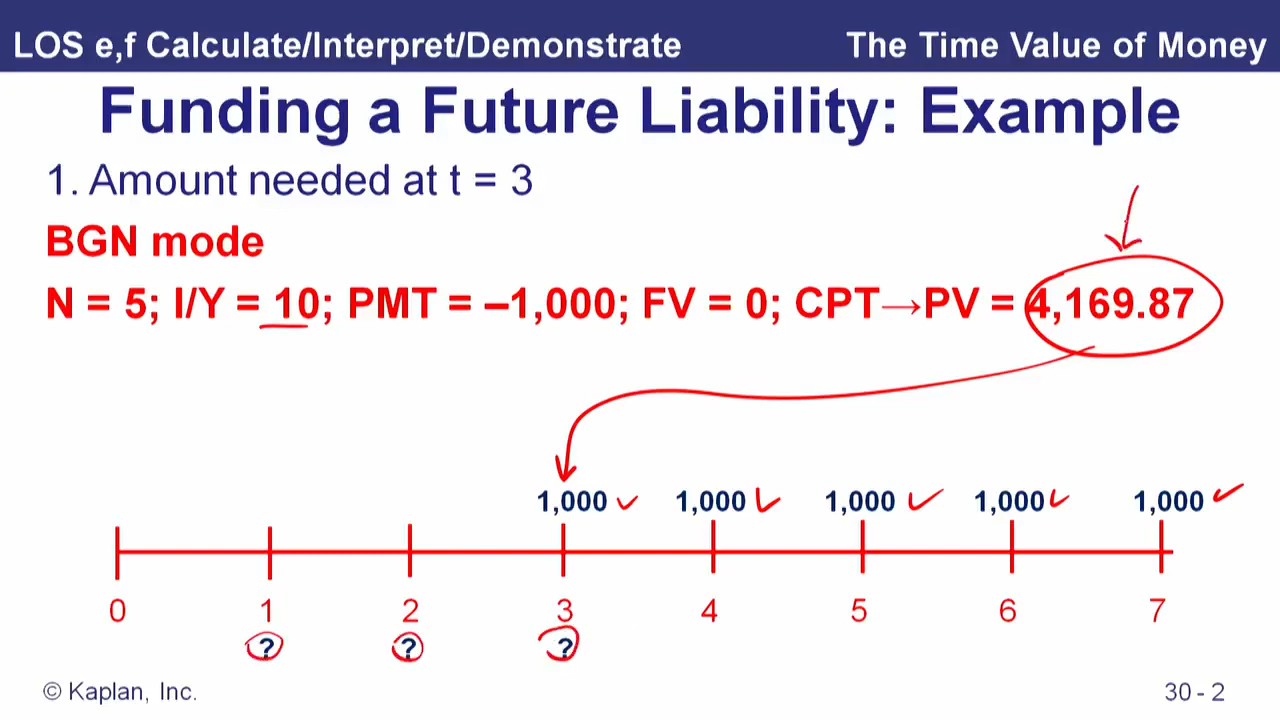 LOS e,f Calculate/Interpret/Demonstrate The Time Value of Money
Funding a Future Liability: Example
1. Amount needed at t = 3
BGN mode
N = 5; I/Y = 10; PMT = –1,000; FV = 0; CPT→PV = 4,169.87
1,000 1,000 1,000 1,000 1,000
0 1 2 3 4 5 6 7
? ? ?
© Kaplan, Inc. 30 - 2